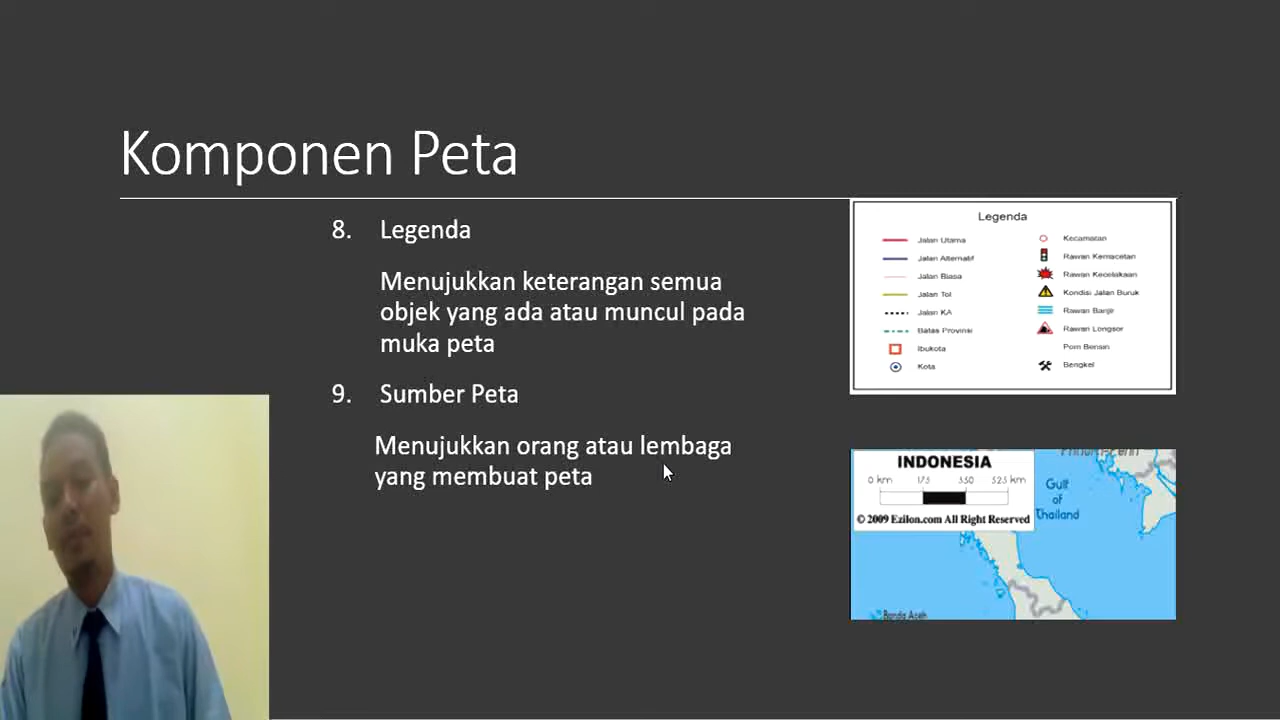 Komponen Peta
8. Legenda
Menujukkan keterangan semua
objek yang ada atau muncul pada
muka peta
9. Sumber Peta
Menujukkan orang atau lembaga
yang membuat peta
Legenda
Jalan Utama
Jalan Alternatif
Jalan Biasa
Jalan Tol
Jalan KA
Batas Provinsi
Ibukota
Kota
Kecamatan
Rawan Kemacetan
Rawan Kecelakaan
Kondisi Jalan Buruk
Rawan Banjir
Rawan Longsor
Pom Bensin
Bengkel
INDONESIA
0 km 175 350 525 km
© 2009 Ezilon.com All Right Reserved
Gulf
of
Thailand
Banda Aceh